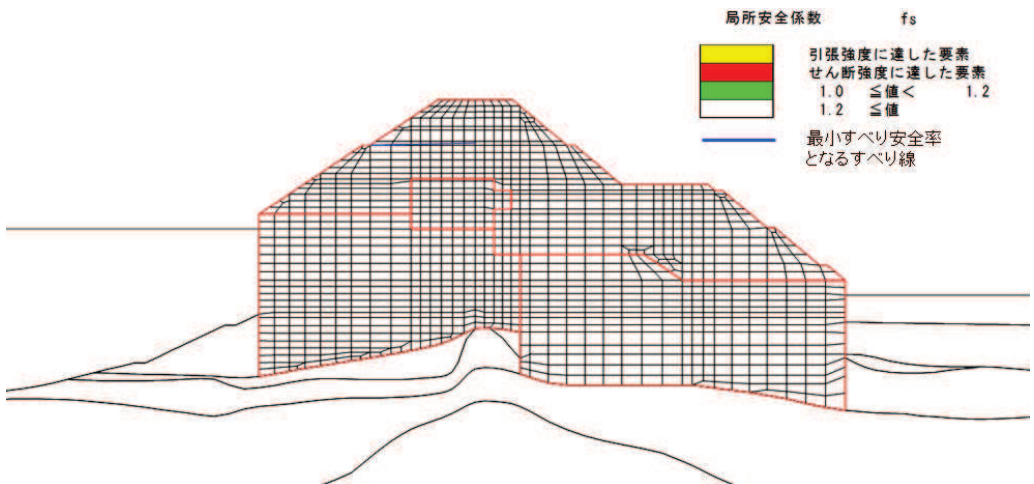 局所安全係数 fs
引張強度に達した要素
せん断強度に達した要素
1.0 ≦値< 1.2
1.2 ≦値
最小すべり安全率
となるすべり線